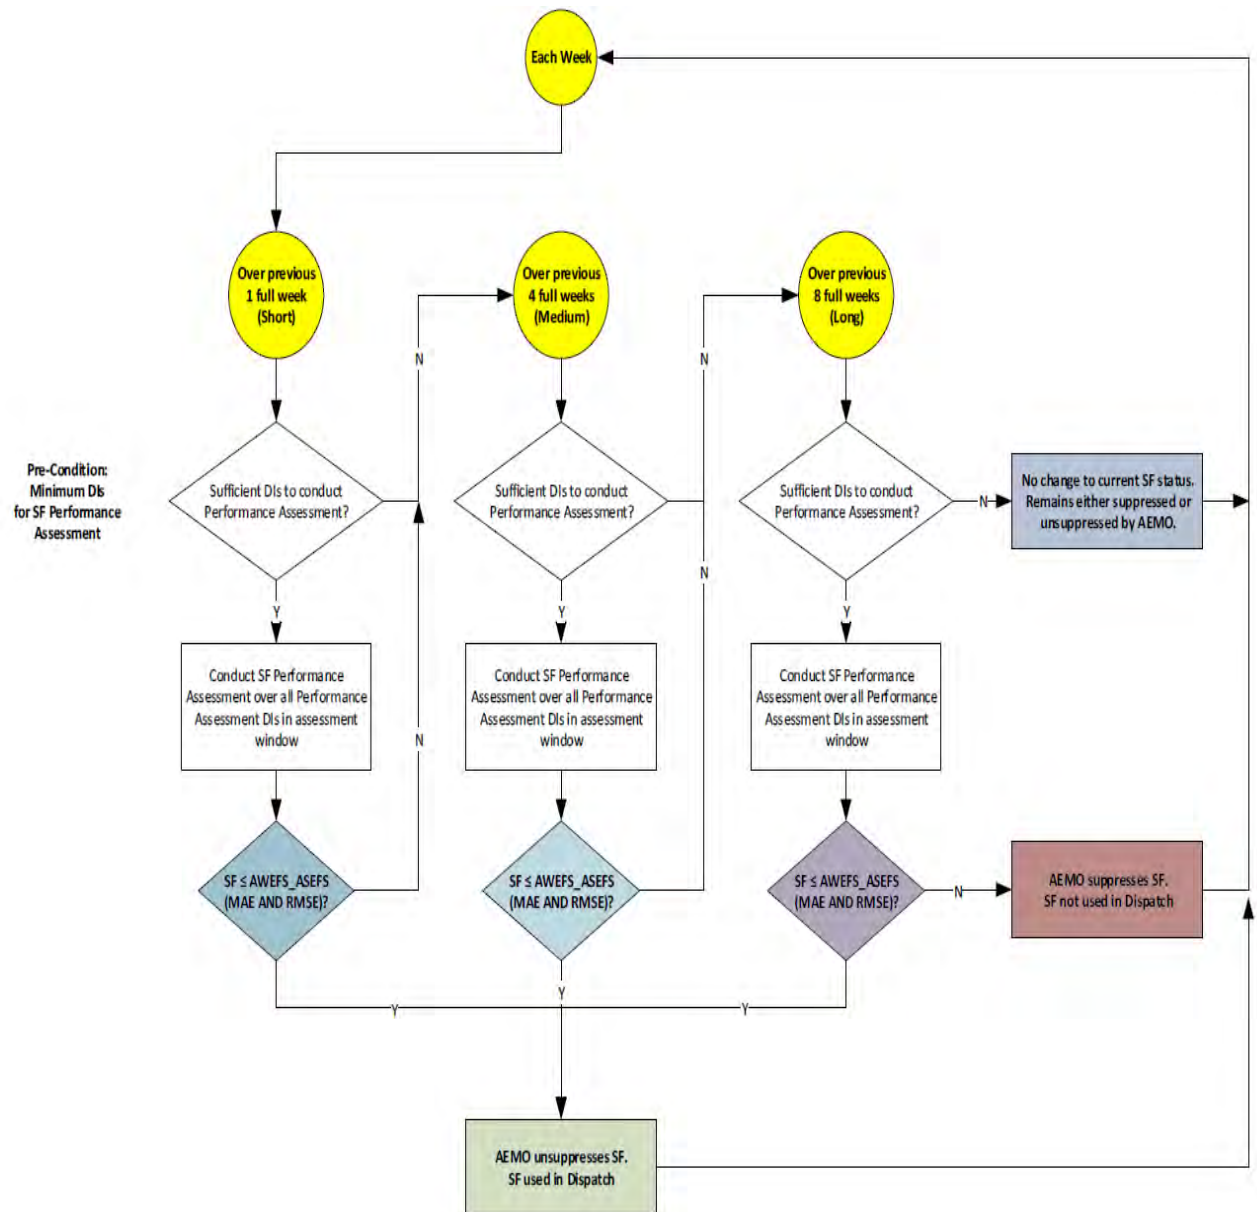 Each Week
Over previous
1 full week
(Short)
Over previous
4 full weeks
(Medium)
Over previous
8 full weeks
(Long)
N
N
Pre-Condition:
Minimum DIs
for SF Performance
Assessment
Sufficient DIs to conduct
Performance Assessment?
Sufficient DIs to conduct
Performance Assessment?
Sufficient DIs to conduct
Performance Assessment?
N
No change to current SF status.
Remains either suppressed or
unsuppressed by AEMO.
Y
Y
Y
N
Conduct SF Performance
Assessment over all Performance
Assessment DIs in assessment
window
N
Conduct SF Performance
Assessment over all Performance
Assessment DIs in assessment
window
Conduct SF Performance
Assessment over all Performance
Assessment DIs in assessment
window
SF ≤ AWEFS_ASEFS
(MAE AND RMSE)?
SF ≤ AWEFS_ASEFS
(MAE AND RMSE)?
SF ≤ AWEFS_ASEFS
(MAE AND RMSE)?
N
AEMO suppresses SF.
SF not used in Dispatch
Y
Y
Y
AEMO unsuppresses SF.
SF used in Dispatch